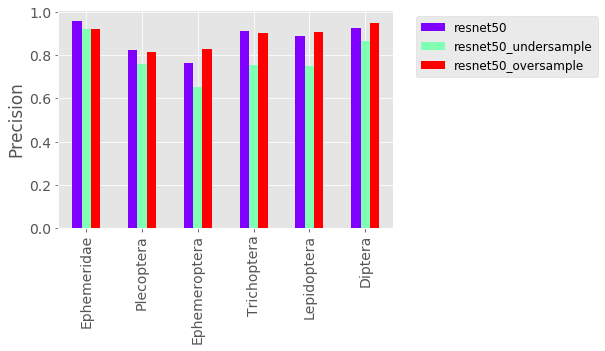 1.0
0.8
0.6
0.4
0.2
0.0
Precision
Ephemeridae
Plecoptera
Ephemeroptera
Trichoptera
Lepidoptera
Diptera
resnet50
resnet50_undersample
resnet50_oversample